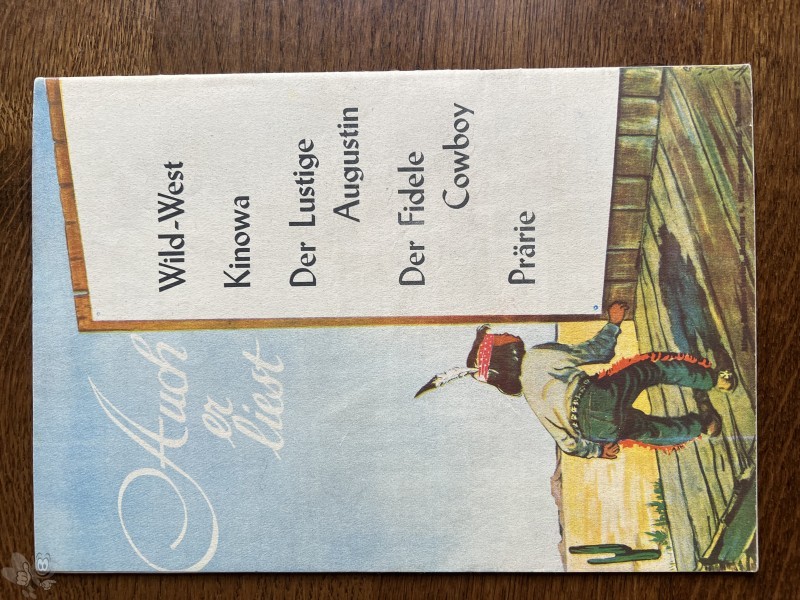 Auch
er
liest
Wild-West
Kinowa
Der Lustige
Augustin
Der Fidele
Cowboy
Prärie